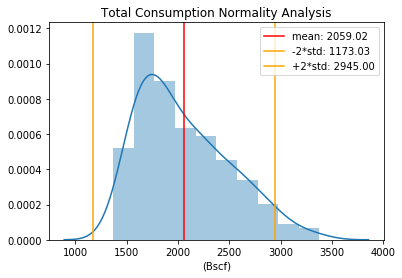 Total Consumption Normality Analysis
mean: 2059.02
-2*std: 1173.03
+2*std: 2945.00
0.0012
0.0010
0.0008
0.0006
0.0004
0.0002
0.0000
1000 1500 2000 2500 3000 3500 4000
(Bscf)